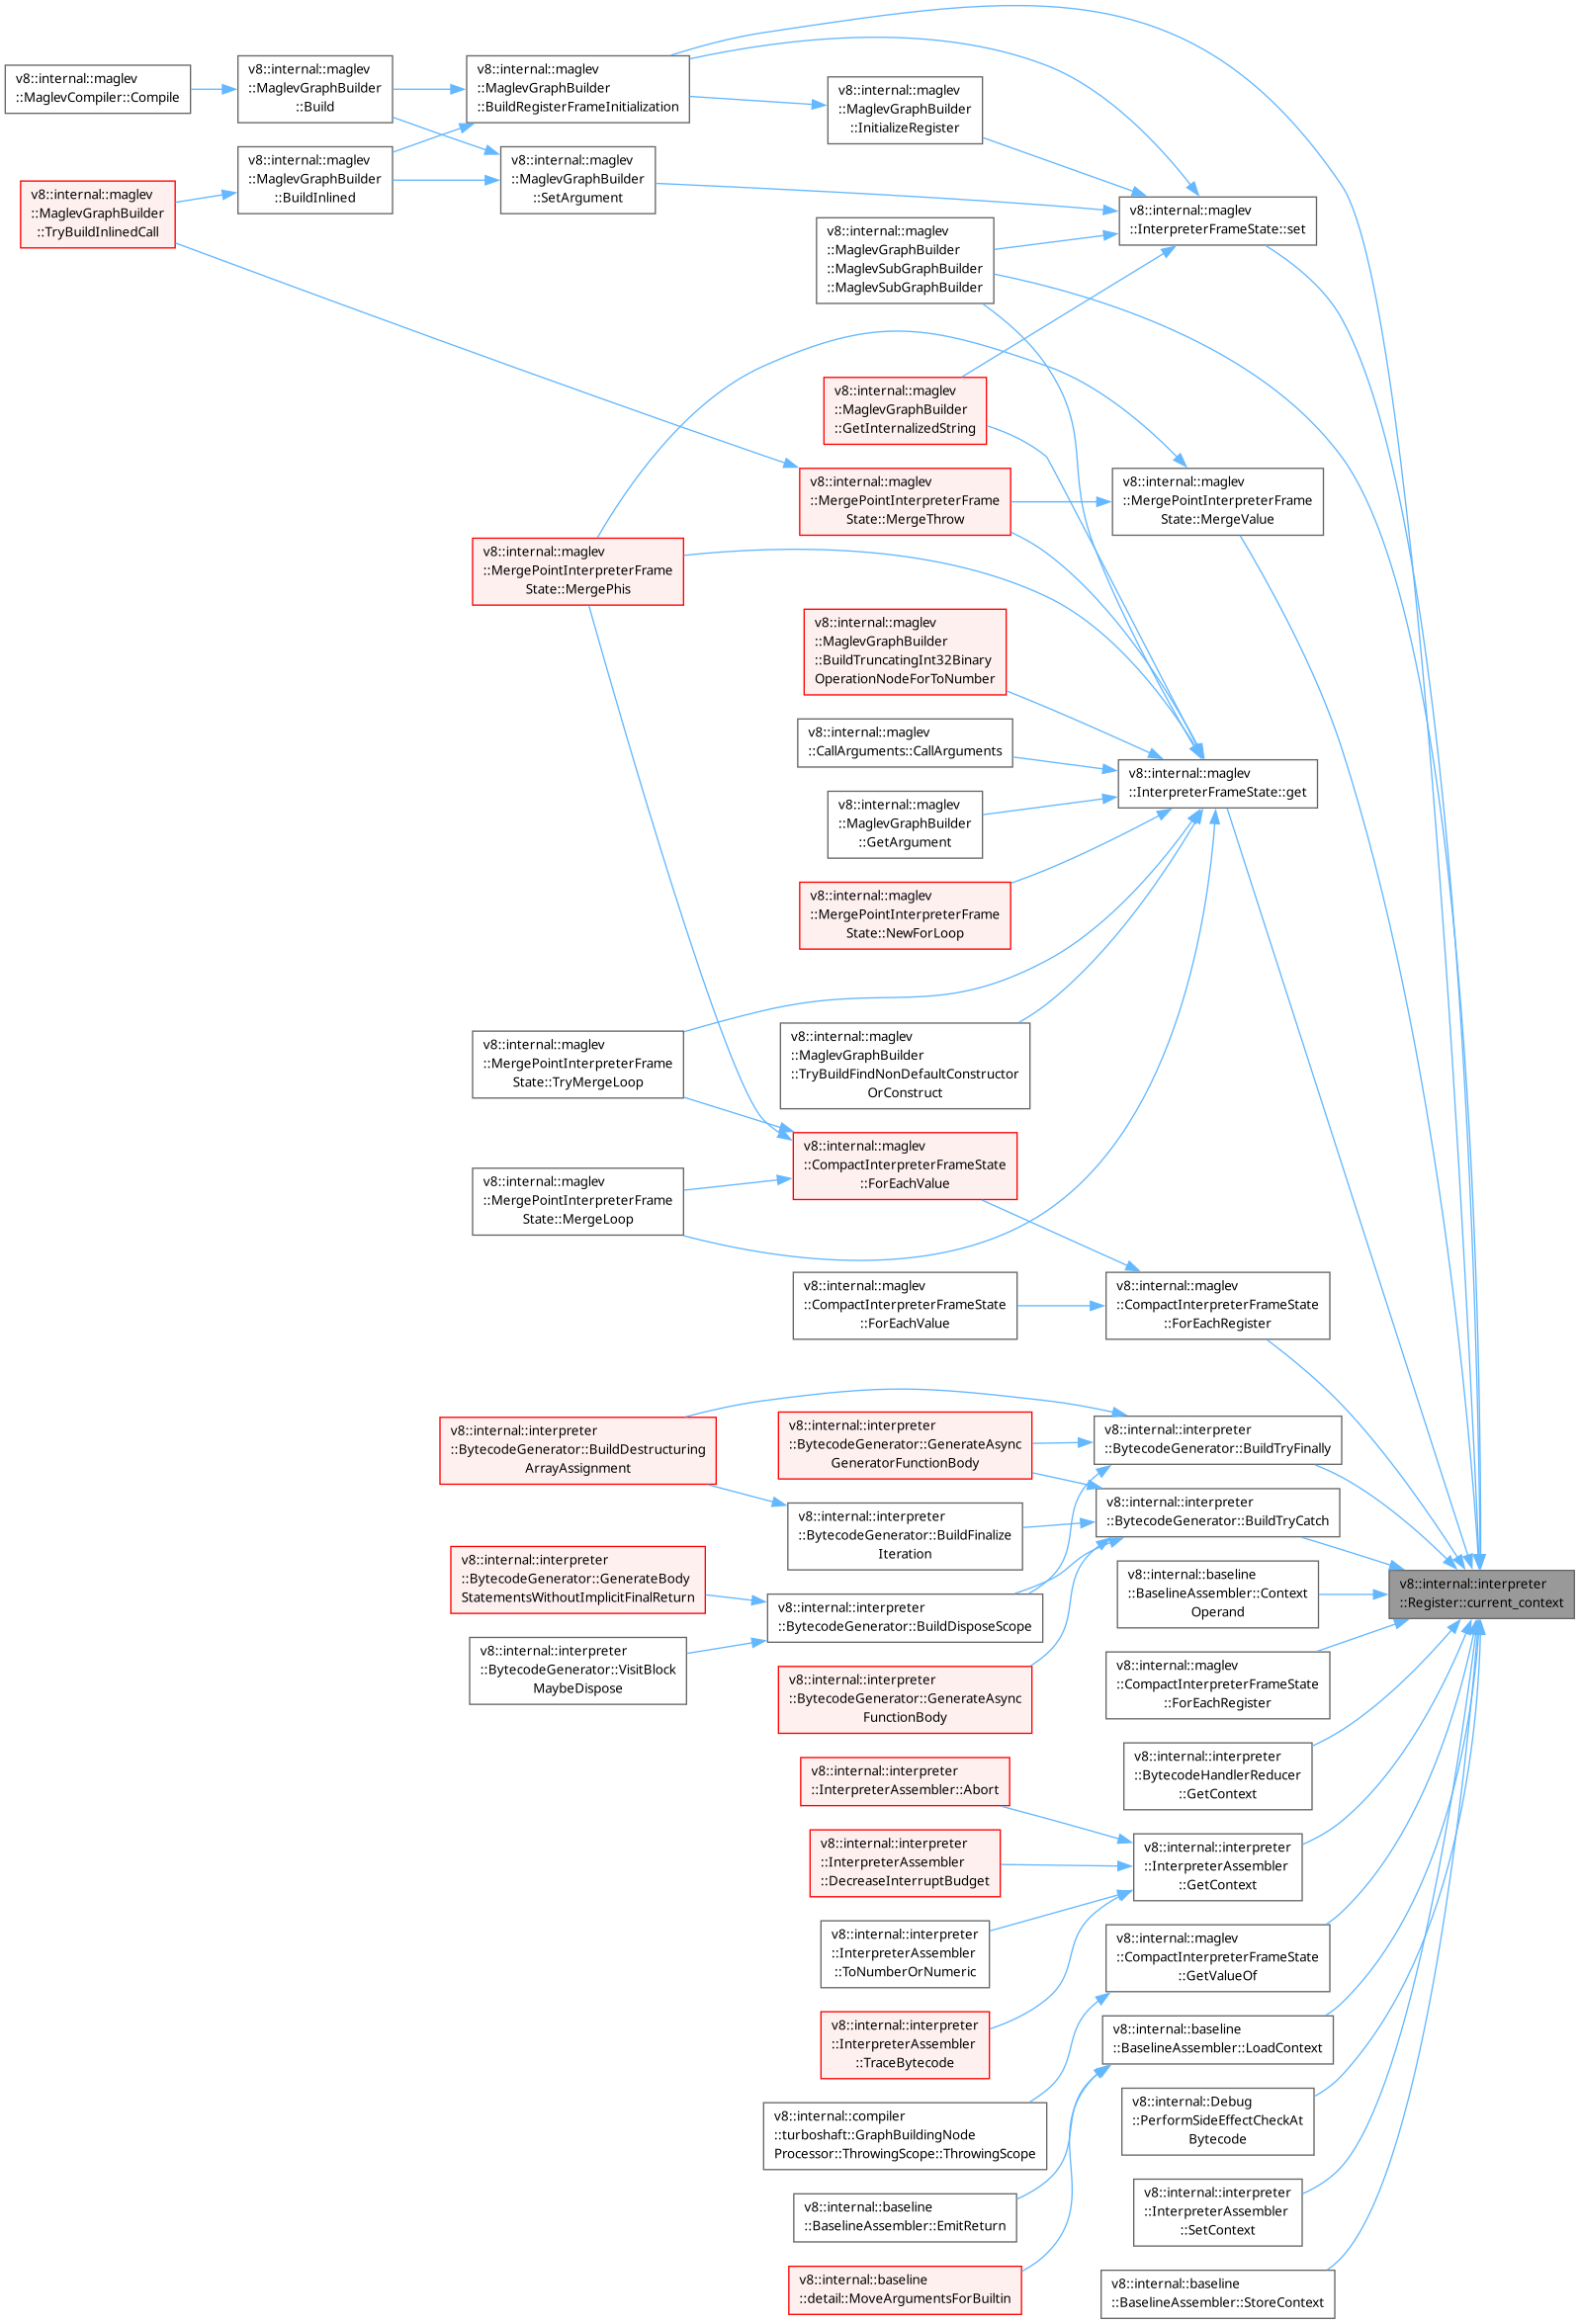 v8::internal::maglev
::MaglevCompiler::Compile
v8::internal::maglev
::MaglevGraphBuilder
::Build
v8::internal::maglev
::MaglevGraphBuilder
::BuildRegisterFrameInitialization
v8::internal::maglev
::MaglevGraphBuilder
::InitializeRegister
v8::internal::maglev
::MaglevGraphBuilder
::TryBuildInlinedCall
v8::internal::maglev
::MaglevGraphBuilder
::BuildInlined
v8::internal::maglev
::MaglevGraphBuilder
::SetArgument
v8::internal::maglev
::InterpreterFrameState::set
v8::internal::maglev
::MaglevGraphBuilder
::MaglevSubGraphBuilder
::MaglevSubGraphBuilder
v8::internal::maglev
::MaglevGraphBuilder
::GetInternalizedString
v8::internal::maglev
::MergePointInterpreterFrame
State::MergeThrow
v8::internal::maglev
::MergePointInterpreterFrame
State::MergeValue
v8::internal::maglev
::MergePointInterpreterFrame
State::MergePhis
v8::internal::maglev
::MaglevGraphBuilder
::BuildTruncatingInt32Binary
OperationNodeForToNumber
v8::internal::maglev
::CallArguments::CallArguments
v8::internal::maglev
::InterpreterFrameState::get
v8::internal::maglev
::MaglevGraphBuilder
::GetArgument
v8::internal::maglev
::MergePointInterpreterFrame
State::NewForLoop
v8::internal::maglev
::MergePointInterpreterFrame
State::TryMergeLoop
v8::internal::maglev
::MaglevGraphBuilder
::TryBuildFindNonDefaultConstructor
OrConstruct
v8::internal::maglev
::CompactInterpreterFrameState
::ForEachValue
v8::internal::maglev
::MergePointInterpreterFrame
State::MergeLoop
v8::internal::maglev
::CompactInterpreterFrameState
::ForEachValue
v8::internal::maglev
::CompactInterpreterFrameState
::ForEachRegister
v8::internal::interpreter
::BytecodeGenerator::BuildDestructuring
ArrayAssignment
v8::internal::interpreter
::BytecodeGenerator::GenerateAsync
GeneratorFunctionBody
v8::internal::interpreter
::BytecodeGenerator::BuildTryFinally
v8::internal::interpreter
::BytecodeGenerator::BuildTryCatch
v8::internal::interpreter
::BytecodeGenerator::BuildFinalize
Iteration
v8::internal::interpreter
::BytecodeGenerator::GenerateBody
StatementsWithoutImplicitFinalReturn
v8::internal::baseline
::BaselineAssembler::Context
Operand
v8::internal::interpreter
::Register::current_context
v8::internal::interpreter
::BytecodeGenerator::BuildDisposeScope
v8::internal::interpreter
::BytecodeGenerator::VisitBlock
MaybeDispose
v8::internal::maglev
::CompactInterpreterFrameState
::ForEachRegister
v8::internal::interpreter
::BytecodeGenerator::GenerateAsync
FunctionBody
v8::internal::interpreter
::BytecodeHandlerReducer
::GetContext
v8::internal::interpreter
::InterpreterAssembler::Abort
v8::internal::interpreter
::InterpreterAssembler
::DecreaseInterruptBudget
v8::internal::interpreter
::InterpreterAssembler
::GetContext
v8::internal::interpreter
::InterpreterAssembler
::ToNumberOrNumeric
v8::internal::maglev
::CompactInterpreterFrameState
::GetValueOf
v8::internal::interpreter
::InterpreterAssembler
::TraceBytecode
v8::internal::baseline
::BaselineAssembler::LoadContext
v8::internal::compiler
::turboshaft::GraphBuildingNode
Processor::ThrowingScope::ThrowingScope
v8::internal::Debug
::PerformSideEffectCheckAt
Bytecode
v8::internal::baseline
::BaselineAssembler::EmitReturn
v8::internal::interpreter
::InterpreterAssembler
::SetContext
v8::internal::baseline
::detail::MoveArgumentsForBuiltin
v8::internal::baseline
::BaselineAssembler::StoreContext